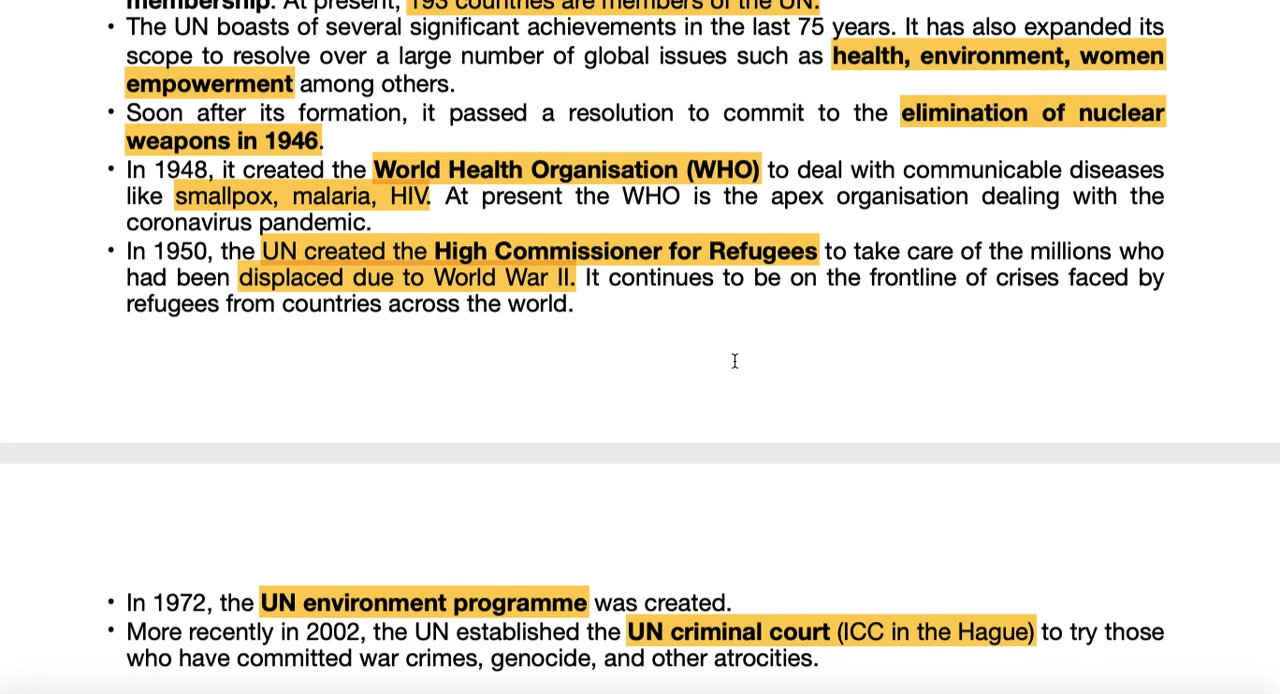 membership. At present, 193 countries are members of the UN.
• The UN boasts of several significant achievements in the last 75 years. It has also expanded its
scope to resolve over a large number of global issues such as health, environment, women
empowerment among others.
• Soon after its formation, it passed a resolution to commit to the elimination of nuclear
weapons in 1946.
• In 1948, it created the World Health Organisation (WHO) to deal with communicable diseases
like smallpox, malaria, HIV. At present the WHO is the apex organisation dealing with the
coronavirus pandemic.
• In 1950, the UN created the High Commissioner for Refugees to take care of the millions who
had been displaced due to World War II. It continues to be on the frontline of crises faced by
refugees from countries across the world.
• In 1972, the UN environment programme was created.
• More recently in 2002, the UN established the UN criminal court (ICC in the Hague) to try those
who have committed war crimes, genocide, and other atrocities.